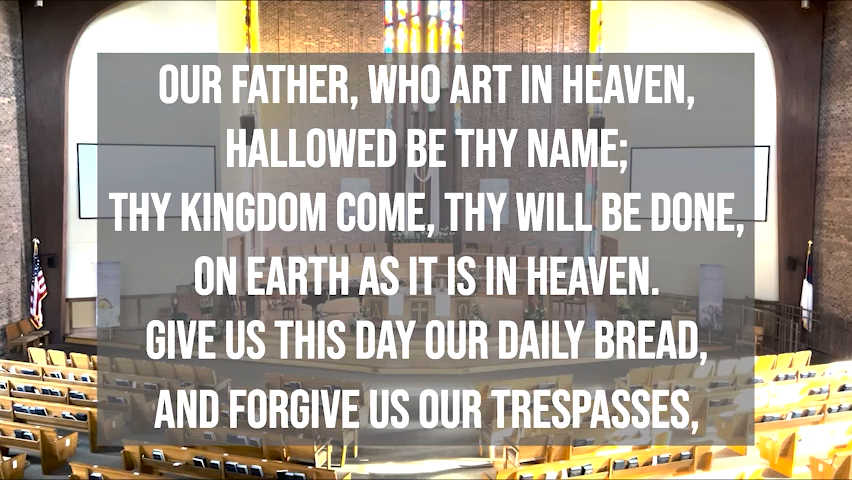 OUR FATHER, WHO ART IN HEAVEN,
HALLOWED BE THY NAME;
THY KINGDOM COME, THY WILL BE DONE,
ON EARTH AS IT IS IN HEAVEN.
GIVE US THIS DAY OUR DAILY BREAD,
AND FORGIVE US OUR TRESPASSES,